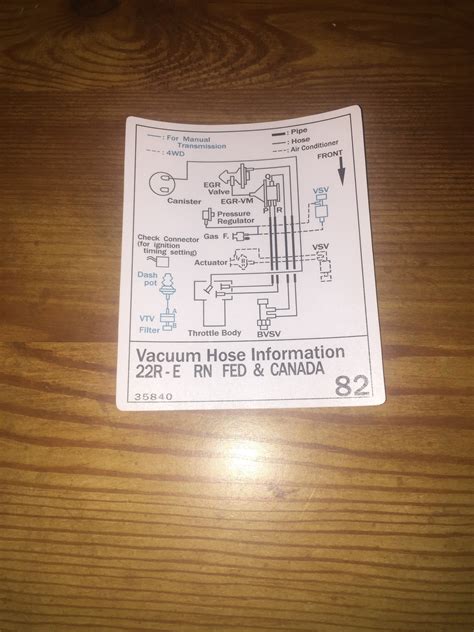 :For Manual
Transmission
:4WD
:Pipe
:Hose
:Air Conditioner
FRONT
EGR
Valve
EGR-VM
Canister
P R
VSV
Pressure
Regulator
Gas F.
Check Connector
(for ignition
timing setting)
Actuator
VSV
Dash
pot
VTV
A
B
Filter
Throttle Body
BVSV
Vacuum Hose Information
22R-E RN FED & CANADA
35840
82